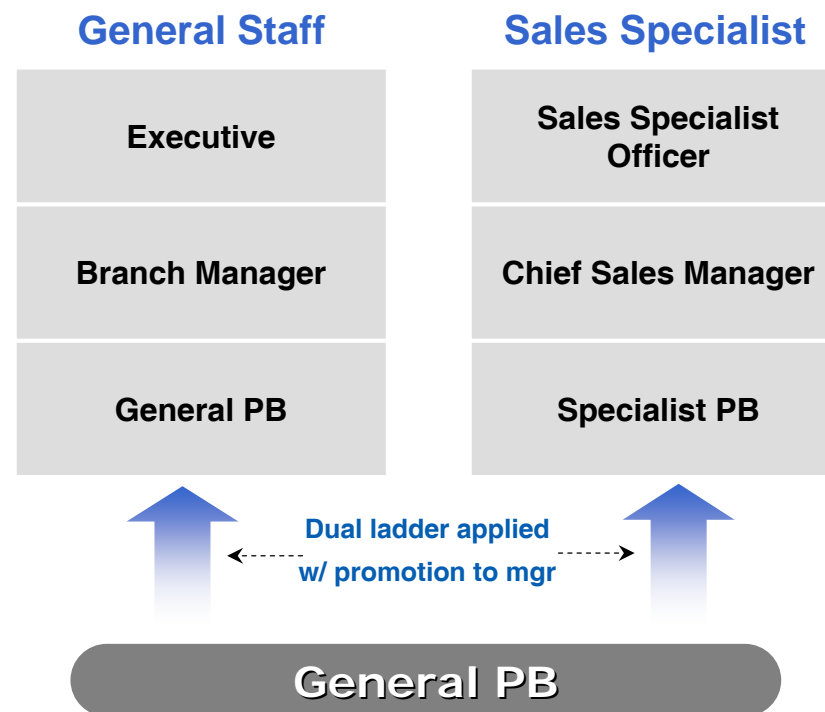 General Staff
Executive
Branch Manager
General PB
Sales Specialist
Sales Specialist
Officer
Chief Sales Manager
Specialist PB
Dual ladder applied
w/ promotion to mgr
General PB